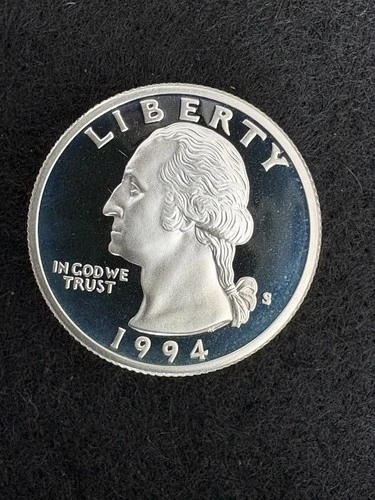 LIBERTY
IN GOD WE
TRUST
S
1994